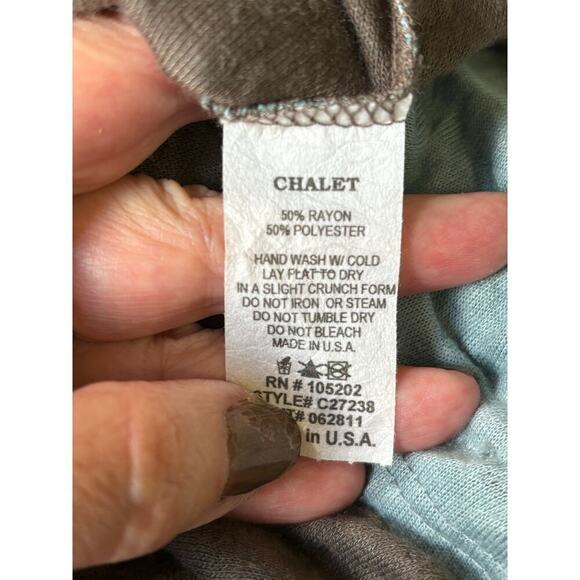 CHALET
50% RAYON
50% POLYESTER
HAND WASH W/ COLD
LAY FLAT TO DRY
IN A SLIGHT CRUNCH FORM
DO NOT IRON OR STEAM
DO NOT TUMBLE DRY
DO NOT BLEACH
MADE IN U.S.A.
RN # 105202
STYLE# C27238
# 062811
in U.S.A.